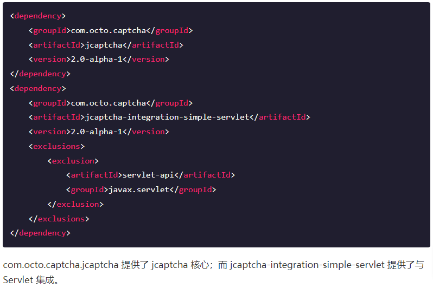 <dependency>
<groupId>com.octo.captcha</groupId>
<artifactId>jcaptcha</artifactId>
<version>2.0-alpha-1</version>
</dependency>
<dependency>
<groupId>com.octo.captcha</groupId>
<artifactId>jcaptcha-integration-simple-servlet</artifactId>
<version>2.0-alpha-1</version>
<exclusions>
<exclusion>
<artifactId>servlet-api</artifactId>
<groupId>javax.servlet</groupId>
</exclusion>
</exclusions>
</dependency>
com.octo.captcha.jcaptcha 提供了 jcaptcha 核心；而 jcaptcha-integration-simple-servlet 提供了与
Servlet 集成。